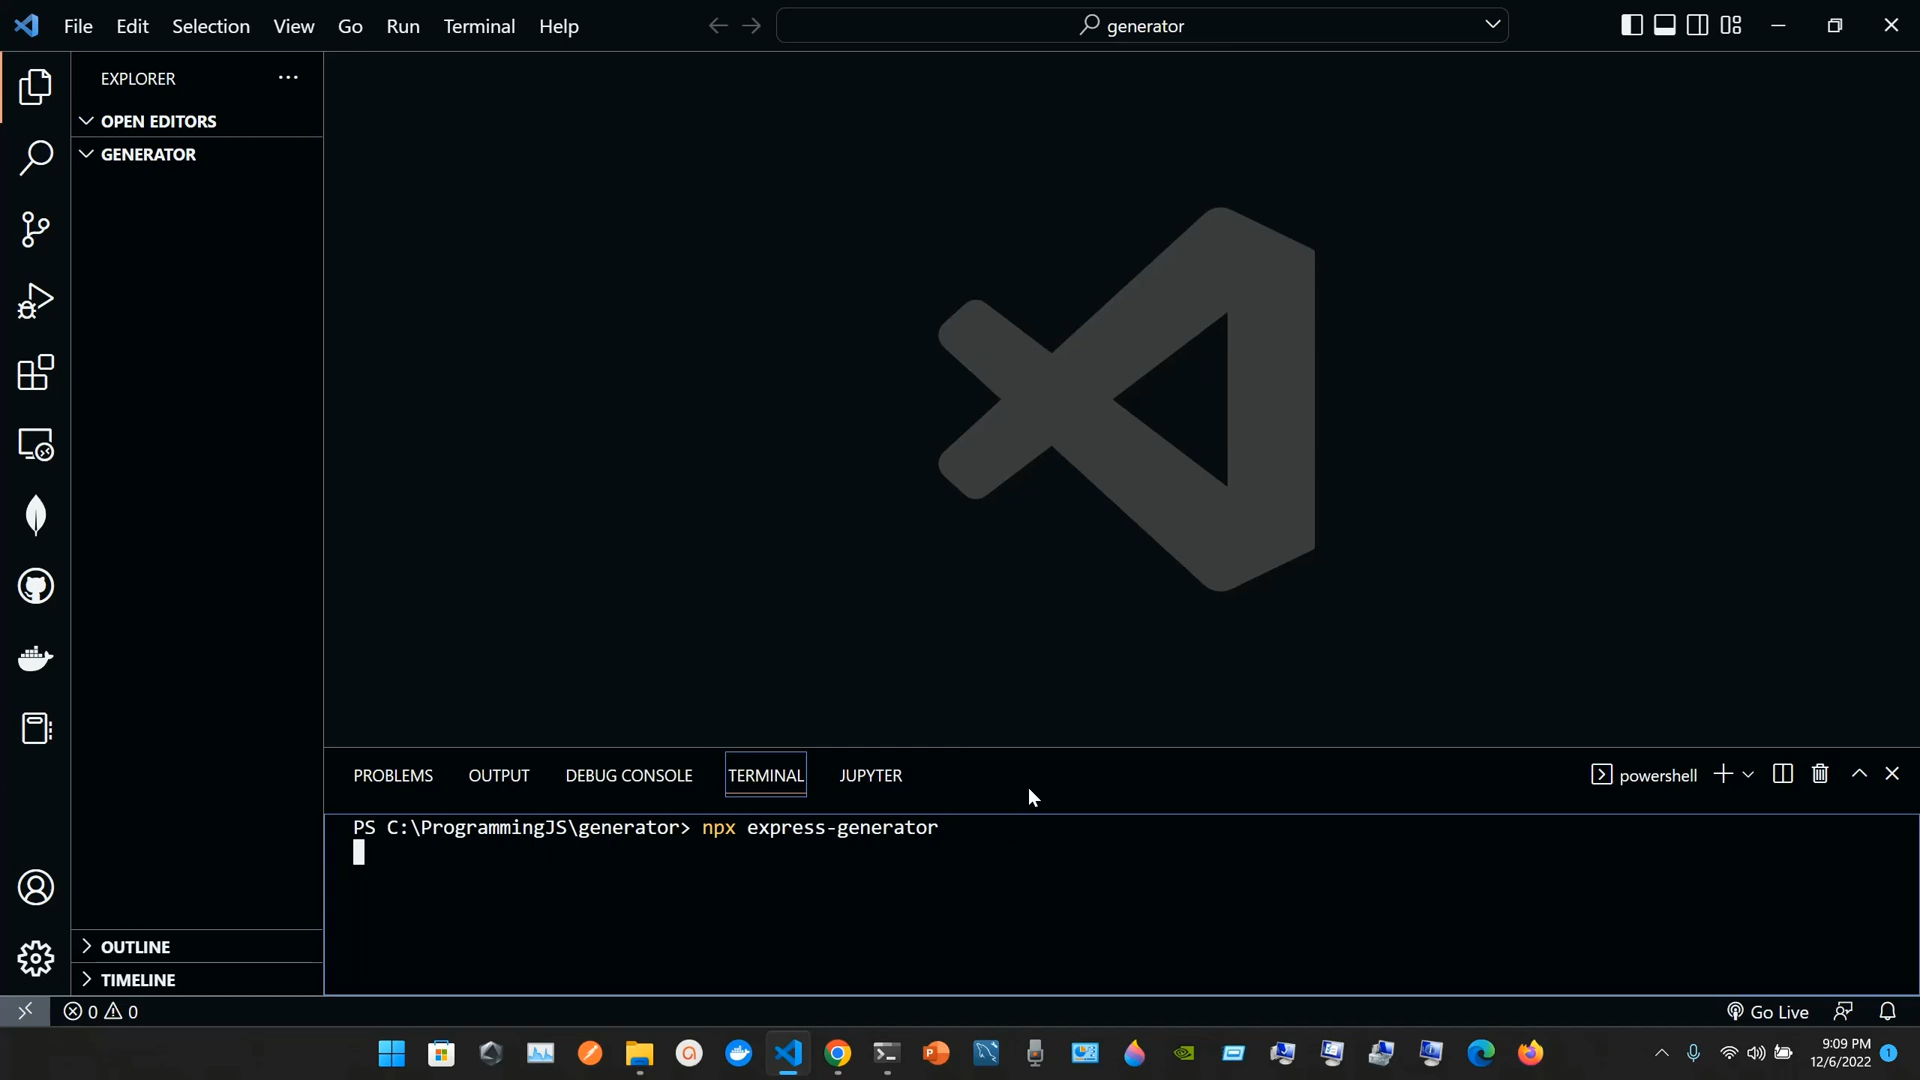 File Edit Selection View Go Run Terminal Help generator
EXPLORER
OPEN EDITORS
GENERATOR
PROBLEMS OUTPUT DEBUG CONSOLE TERMINAL JUPYTER powershell
PS C:\ProgrammingJS\generator> npx express-generator
OUTLINE
TIMELINE
0 0 Go Live
9:09 PM
12/6/2022 1